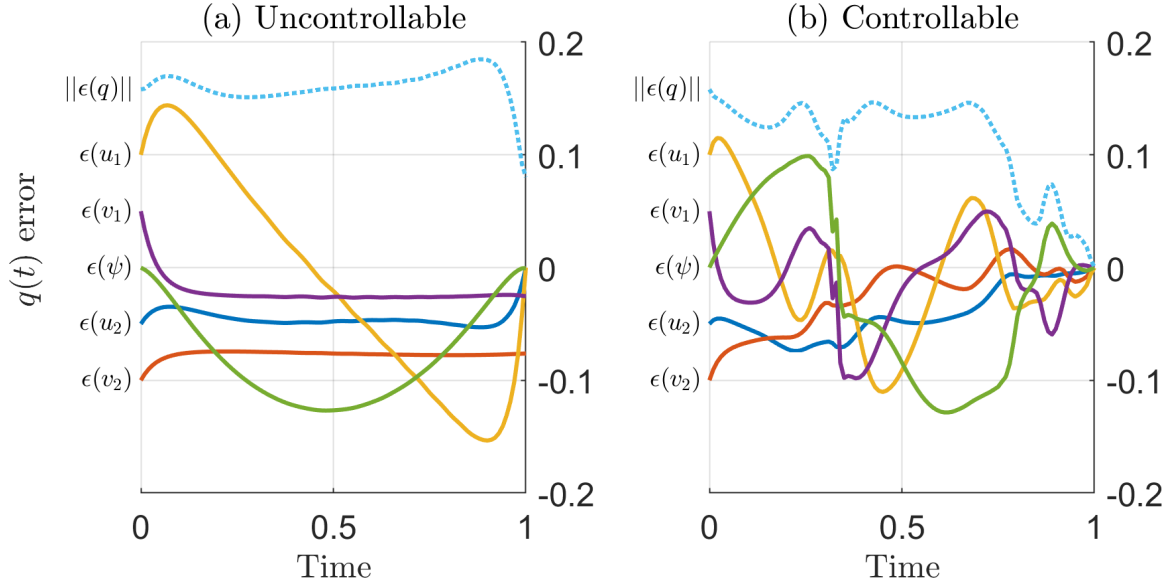 (a) Uncontrollable
(b) Controllable
q(t) error
||ϵ(q)||
ϵ(u₁)
ϵ(v₁)
ϵ(ψ)
ϵ(u₂)
ϵ(v₂)
0.2
0.1
0
-0.1
-0.2
0
0.5
1
Time
||ϵ(q)||
ϵ(u₁)
ϵ(v₁)
ϵ(ψ)
ϵ(u₂)
ϵ(v₂)
0.2
0.1
0
-0.1
-0.2
0
0.5
1
Time